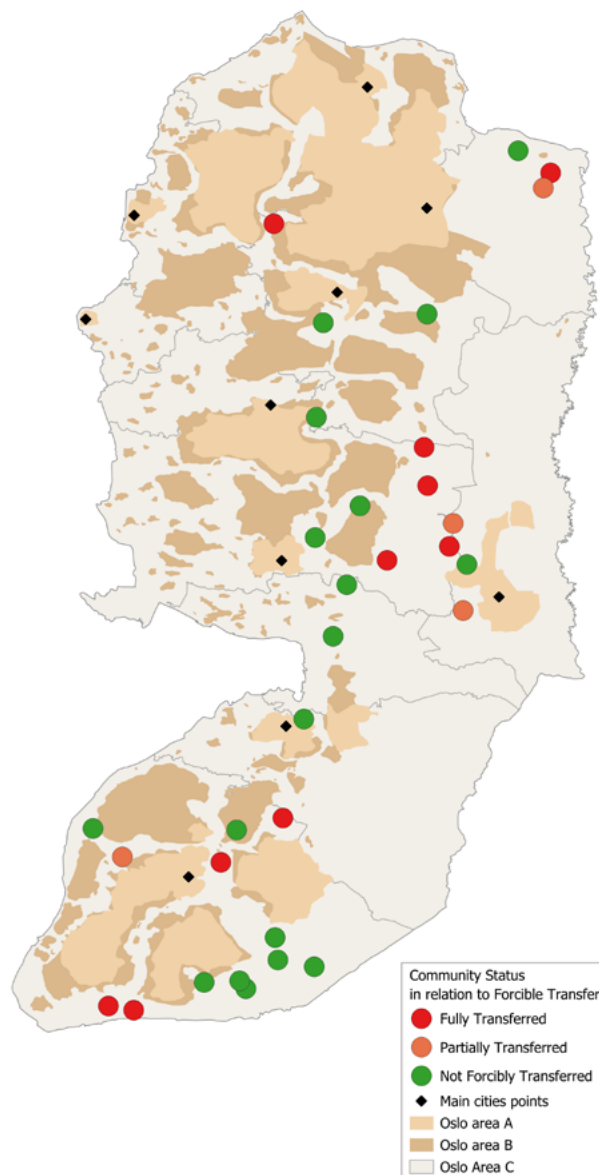 Community Status
in relation to Forcible Transfer
Fully Transferred
Partially Transferred
Not Forcibly Transferred
Main cities points
Oslo area A
Oslo area B
Oslo Area C